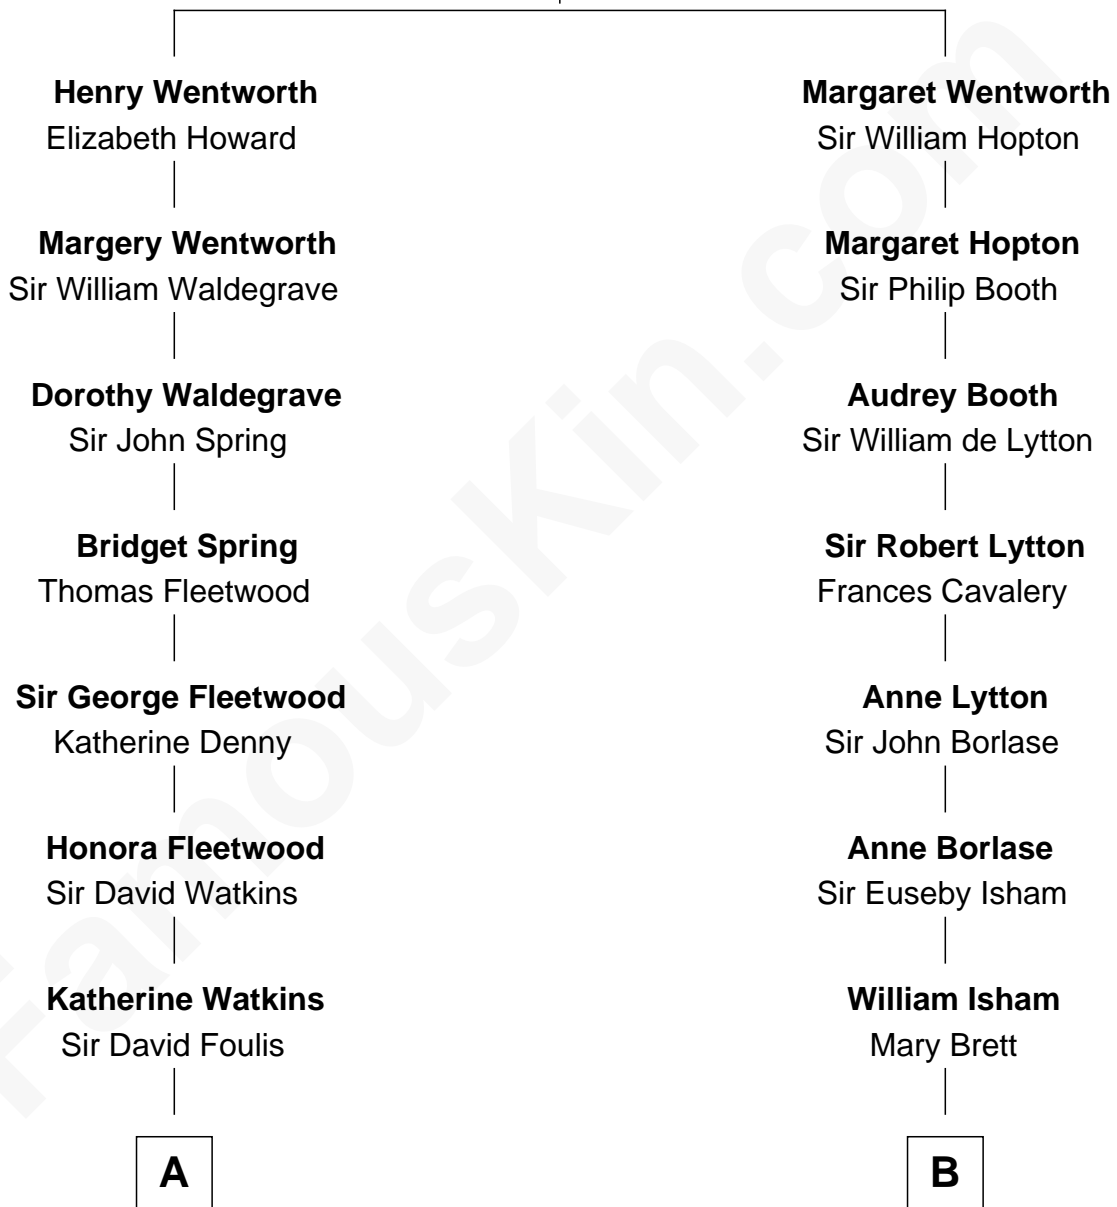 Henry Wentworth
Elizabeth Howard
Margery Wentworth
Sir William Waldegrave
Dorothy Waldegrave
Sir John Spring
Bridget Spring
Thomas Fleetwood
Sir George Fleetwood
Katherine Denny
Honora Fleetwood
Sir David Watkins
Katherine Watkins
Sir David Foulis
A
Margaret Wentworth
Sir William Hopton
Margaret Hopton
Sir Philip Booth
Audrey Booth
Sir William de Lytton
Sir Robert Lytton
Frances Cavalery
Anne Lytton
Sir John Borlase
Anne Borlase
Sir Euseby Isham
William Isham
Mary Brett
B
FamousKin.com